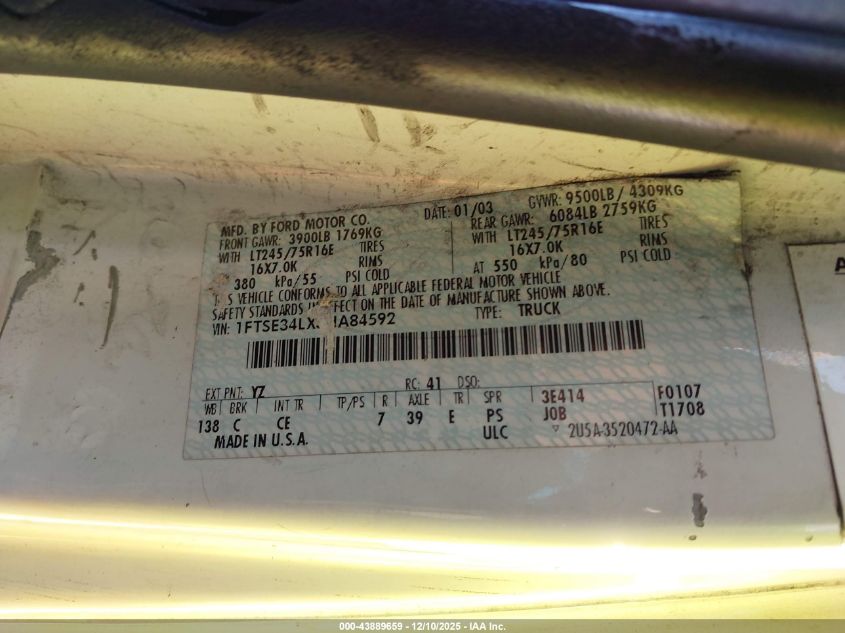 MFD. BY FORD MOTOR CO.
DATE: 01/03
GVWR: 9500LB / 4309KG
FRONT GAWR: 3900LB 1769KG
REAR GAWR: 6084LB 2759KG
WITH LT245/75R16E TIRES
WITH LT245/75R16E TIRES
16X7.0K RIMS
16X7.0K RIMS
380 kPa/55 PSI COLD
AT 550 kPa/80 PSI COLD
VEHICLE CONFORMS TO ALL APPLICABLE FEDERAL MOTOR VEHICLE
SAFETY STANDARDS IN EFFECT ON THE DATE OF MANUFACTURE SHOWN ABOVE.
VIN: TYPE: TRUCK
EXT PNT: YZ RC: 41 DSO:
WB BRK INT TR TP/PS R AXLE TR SPR 3E414 F0107
138 C CE 7 39 E PS JOB T1708
MADE IN U.S.A. ULC 2U5A-3520472-AA
A
000-43889659 - 12/10/2025 - IAA Inc.